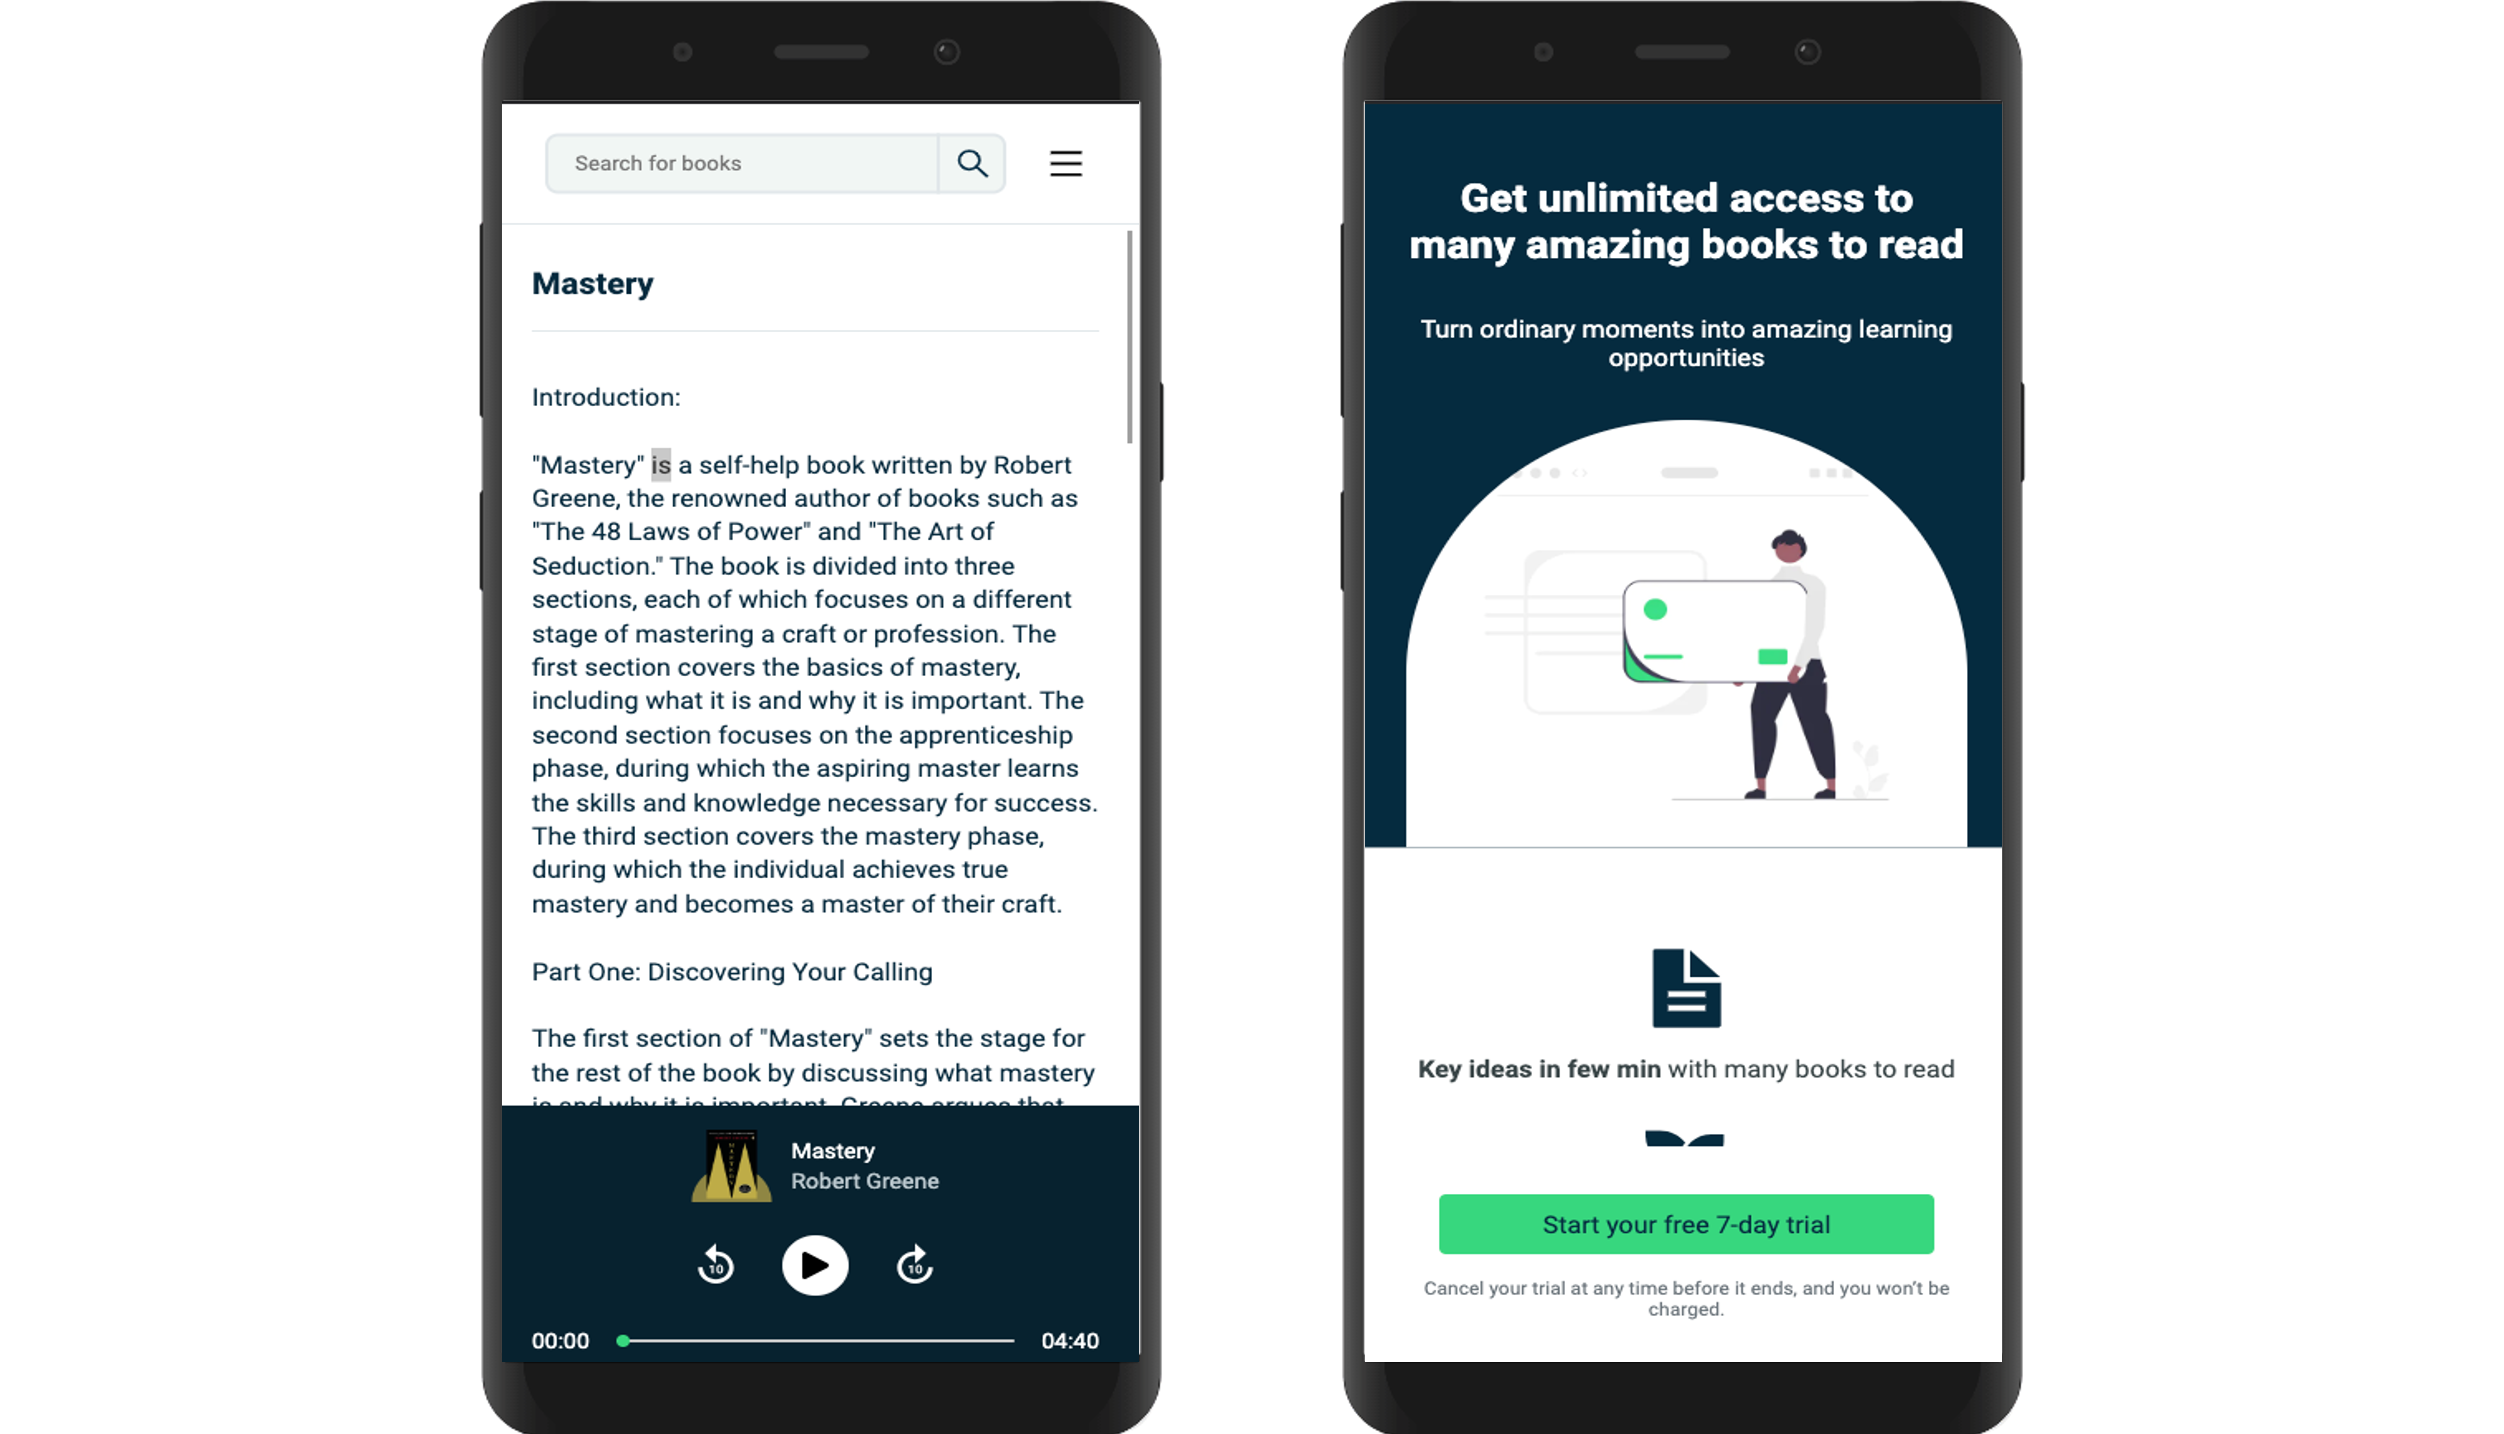 Search for books
Mastery
Introduction:
"Mastery" is a self-help book written by Robert
Greene, the renowned author of books such as
"The 48 Laws of Power" and "The Art of
Seduction." The book is divided into three
sections, each of which focuses on a different
stage of mastering a craft or profession. The
first section covers the basics of mastery,
including what it is and why it is important. The
second section focuses on the apprenticeship
phase, during which the aspiring master learns
the skills and knowledge necessary for success.
The third section covers the mastery phase,
during which the individual achieves true
mastery and becomes a master of their craft.
Part One: Discovering Your Calling
The first section of "Mastery" sets the stage for
the rest of the book by discussing what mastery
is and why it is important. Greene argues that
Mastery
Robert Greene
10
10
00:00
04:40
Get unlimited access to
many amazing books to read
Turn ordinary moments into amazing learning
opportunities
Key ideas in few min with many books to read
Start your free 7-day trial
Cancel your trial at any time before it ends, and you won't be
charged.